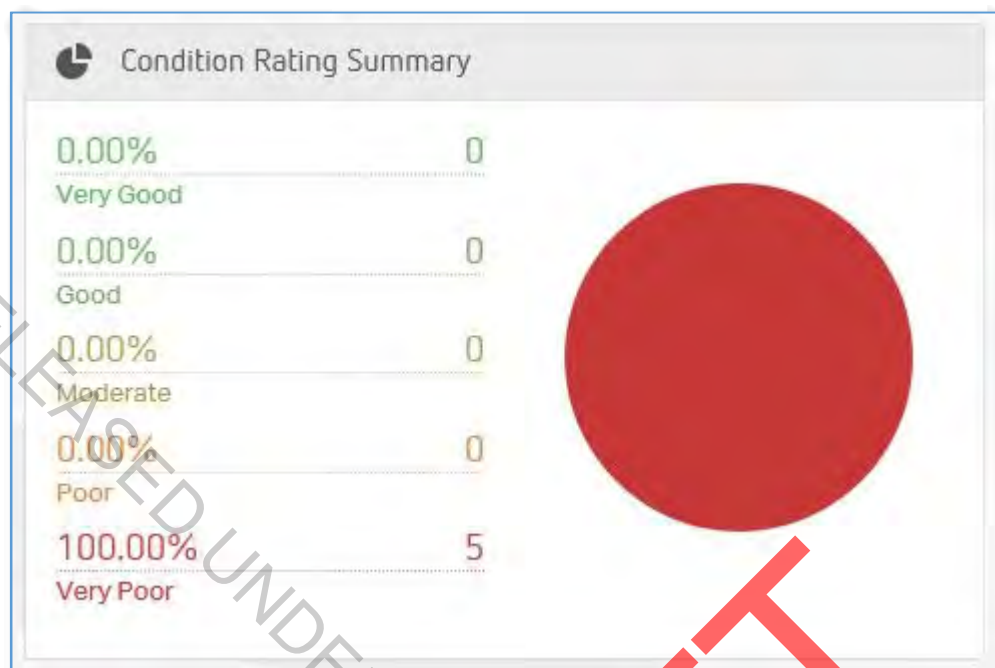 Condition Rating Summary
0.00% 0
Very Good
0.00% 0
Good
0.00% 0
Moderate
0.00% 0
Poor
100.00% 5
Very Poor